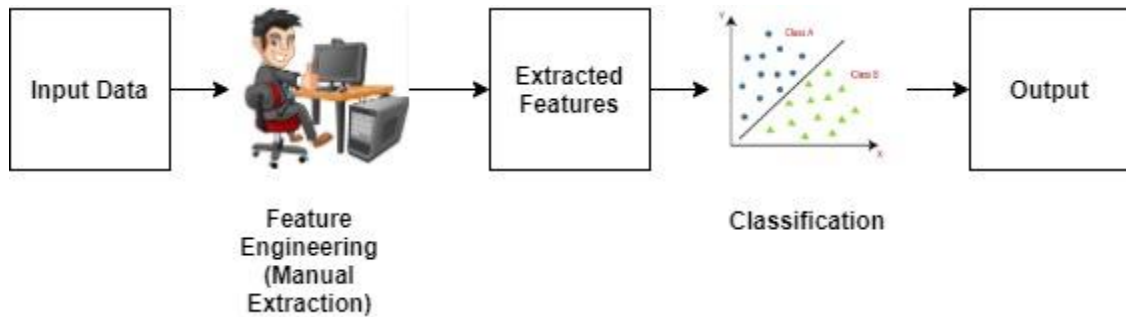 Input Data
Extracted
Features
Y
Class A
Class B
X
Output
Feature
Engineering
(Manual
Extraction)
Classification